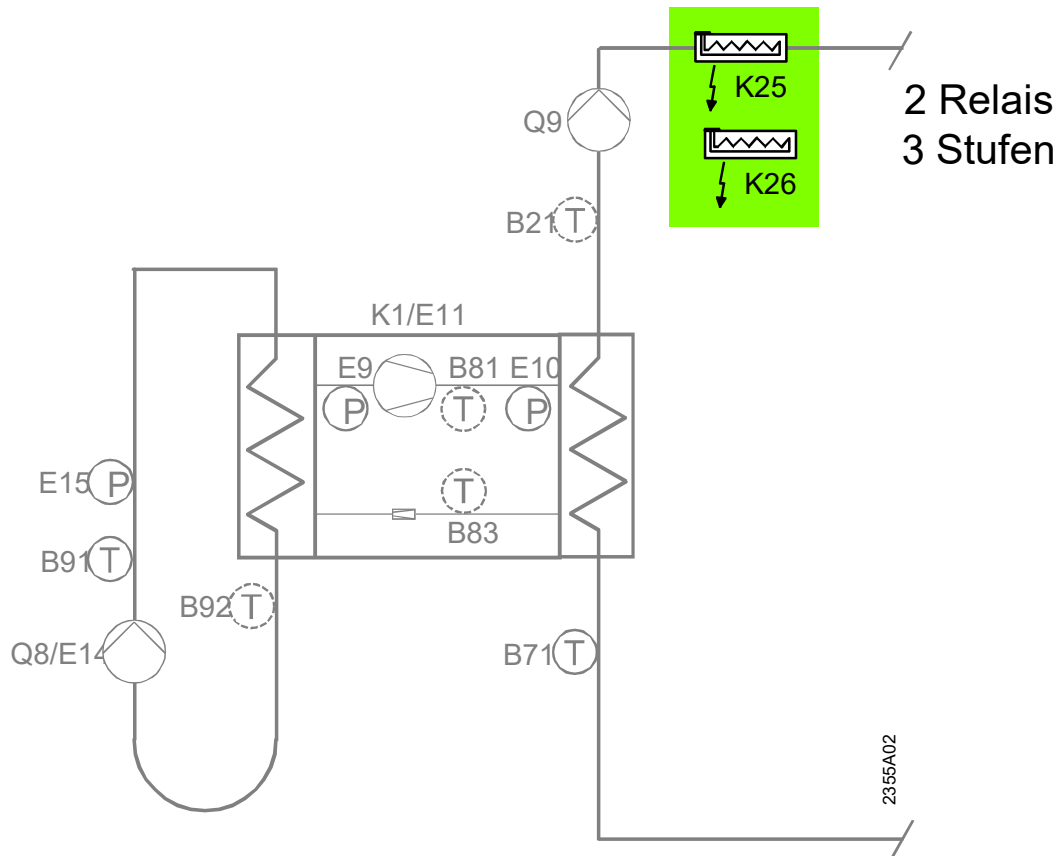 K25
2 Relais
Q9
3 Stufen
K26
B21
T
K1/E11
E9
B81
E10
P
T
P
E15
P
T
B83
B91
T
B92
T
Q8/E14
B71
T
2355A02